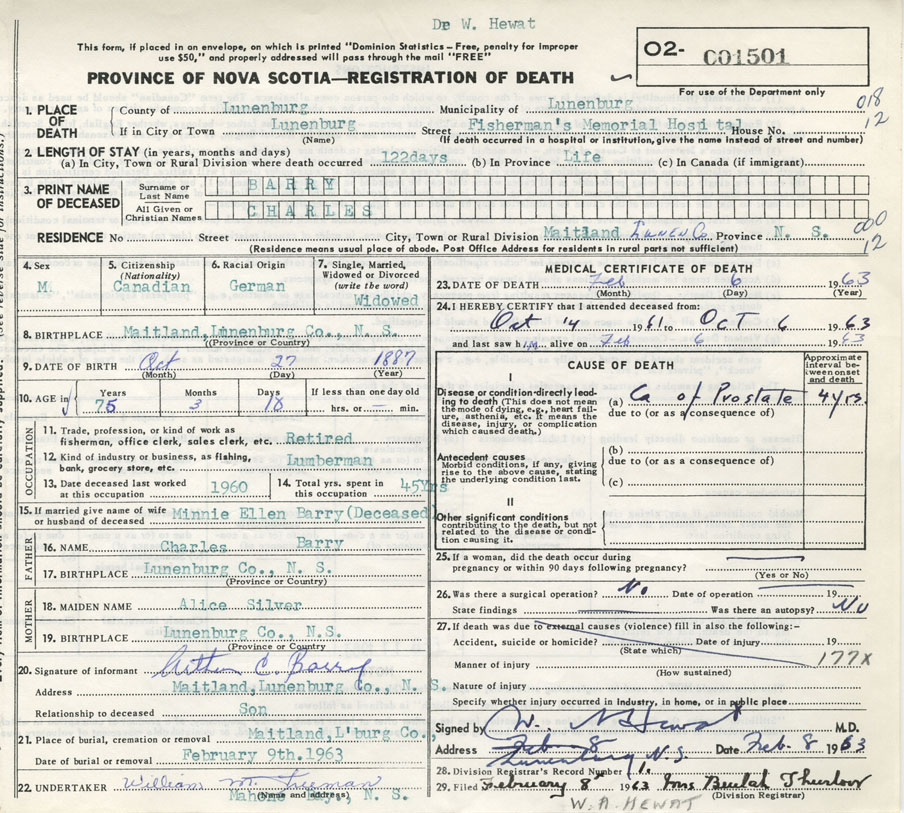 Dr W. Hewat
This form, if placed in an envelope, on which is printed "Dominion Statistics – Free, penalty for improper
use $50," and properly addressed will pass through the mail "FREE"
PROVINCE OF NOVA SCOTIA—REGISTRATION OF DEATH
O2- C01501
For use of the Department only
1. PLACE OF DEATH
County of Lunenburg Municipality of Lunenburg 018
If in City or Town Lunenburg Street Fisherman's Memorial Hospital House No. 12
(Name) (If death occurred in a hospital or institution, give the name instead of street and number)
2. LENGTH OF STAY (in years, months and days)
(a) In City, Town or Rural Division where death occurred 122days (b) In Province Life (c) In Canada (if immigrant)
3. PRINT NAME OF DECEASED
Surname or Last Name BARRY
All Given or Christian Names CHARLES
RESIDENCE No Street City, Town or Rural Division Maitland Lunen Co. Province N. S. 000 12
(Residence means usual place of abode. Post Office Address for residents in rural parts not sufficient)
4. Sex M.
5. Citizenship (Nationality) Canadian
6. Racial Origin German
7. Single, Married, Widowed or Divorced (write the word) Widowed
8. BIRTHPLACE Maitland,Lunenburg Co., N. S.
(Province or Country)
9. DATE OF BIRTH Oct 27 1887
(Month) (Day) (Year)
10. AGE in Years 75 Months 3 Days 10 If less than one day old hrs. or — min.
OCCUPATION
11. Trade, profession or kind of work as fisherman, office clerk, sales clerk, etc. Retired
12. Kind of industry or business, as fishing, bank, grocery store, etc. Lumberman
13. Date deceased last worked at this occupation 1960
14. Total yrs. spent in this occupation 45Yrs
15. If married give name of wife or husband of deceased Minnie Ellen Barry(Deceased
FATHER
16. NAME Charles Barry
17. BIRTHPLACE Lunenburg Co., N. S.
(Province or Country)
MOTHER
18. MAIDEN NAME Alice Silver
19. BIRTHPLACE Lunenburg Co., N.S.
(Province or Country)
20. Signature of informant Arthur C. Barry
Address Maitland,Lunenburg Co., N. S.
Relationship to deceased Son
21. Place of burial, cremation or removal Maitland,L'burg Co.,
Date of burial or removal February 9th.1963
22. UNDERTAKER William M. Freeman
(Name and address) Mahone Bay, N. S.
MEDICAL CERTIFICATE OF DEATH
23. DATE OF DEATH Feb 6 1963
(Month) (Day) (Year)
24. I HEREBY CERTIFY that I attended deceased from:
Oct 4 1961 to Oct 6 1963
and last saw him alive on Feb 6 1963
CAUSE OF DEATH
Approximate interval between onset and death
I
Disease or condition directly leading to death (This does not mean the mode of dying, e.g., heart failure, asthenia, etc. It means the disease, injury, or complication which caused death.)
(a) Ca of Prostate 4 yrs.
due to (or as a consequence of)
Antecedent causes
Morbid conditions, if any, giving rise to the above cause, stating the underlying condition last.
(b)
due to (or as a consequence of)
(c)
II
Other significant conditions
contributing to the death, but not related to the disease or condition causing it.
25. If a woman, did the death occur during pregnancy or within 90 days following pregnancy?
(Yes or No)
26. Was there a surgical operation? No Date of operation 19
State findings Was there an autopsy? No
27. If death was due to external causes (violence) fill in also the following:–
Accident, suicide or homicide? Date of injury 19
(State which)
Manner of injury 177x
(How sustained)
Nature of injury
Specify whether injury occurred in industry, in home, or in public place
Signed by W. A. Hewat M.D.
Address Feb. 8 Lunenburg N.S. Date Feb. 8 1963
28. Division Registrar's Record Number 1.
29. Filed February 8th 1963 Mrs Beulah Thurlow
(Division Registrar)
W. A. HEWAT